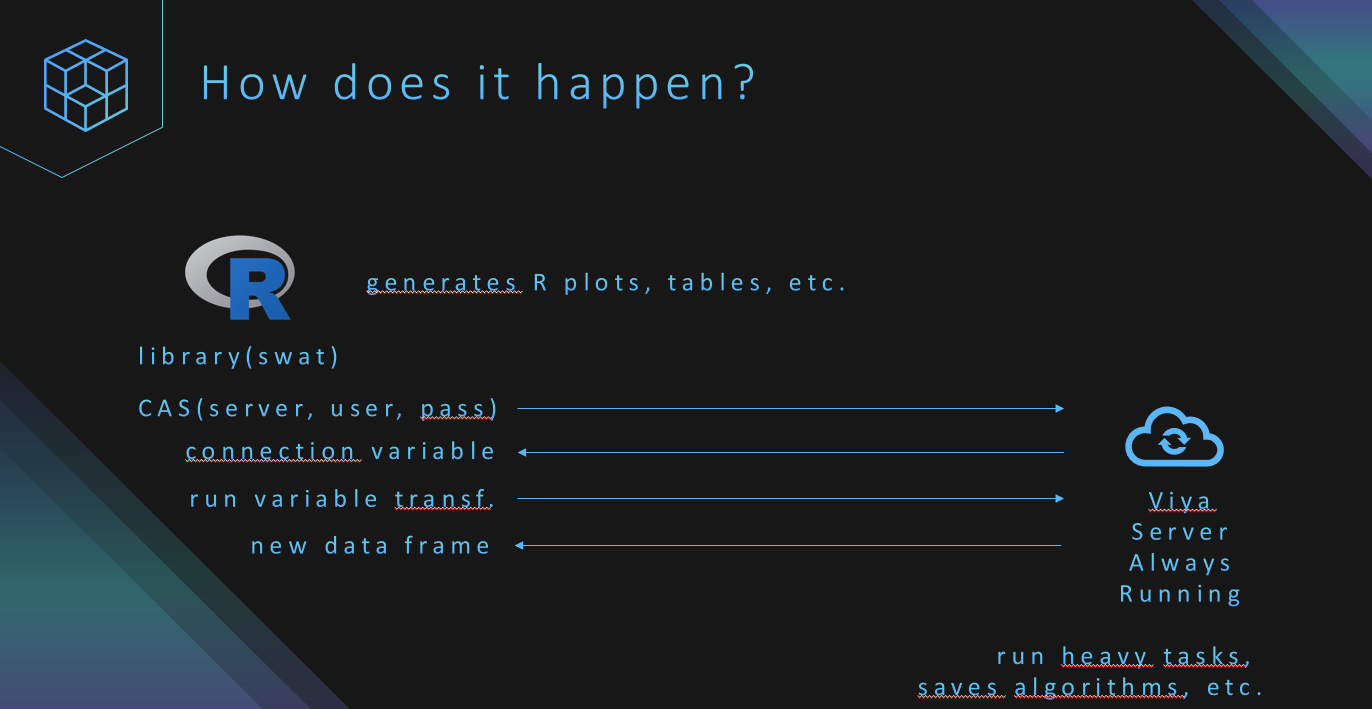 How does it happen?
R
generates R plots, tables, etc.
library(swat)
CAS(server, user, pass)
connection variable
run variable transf.
new data frame
Viya
Server
Always
Running
run heavy tasks,
saves algorithms, etc.